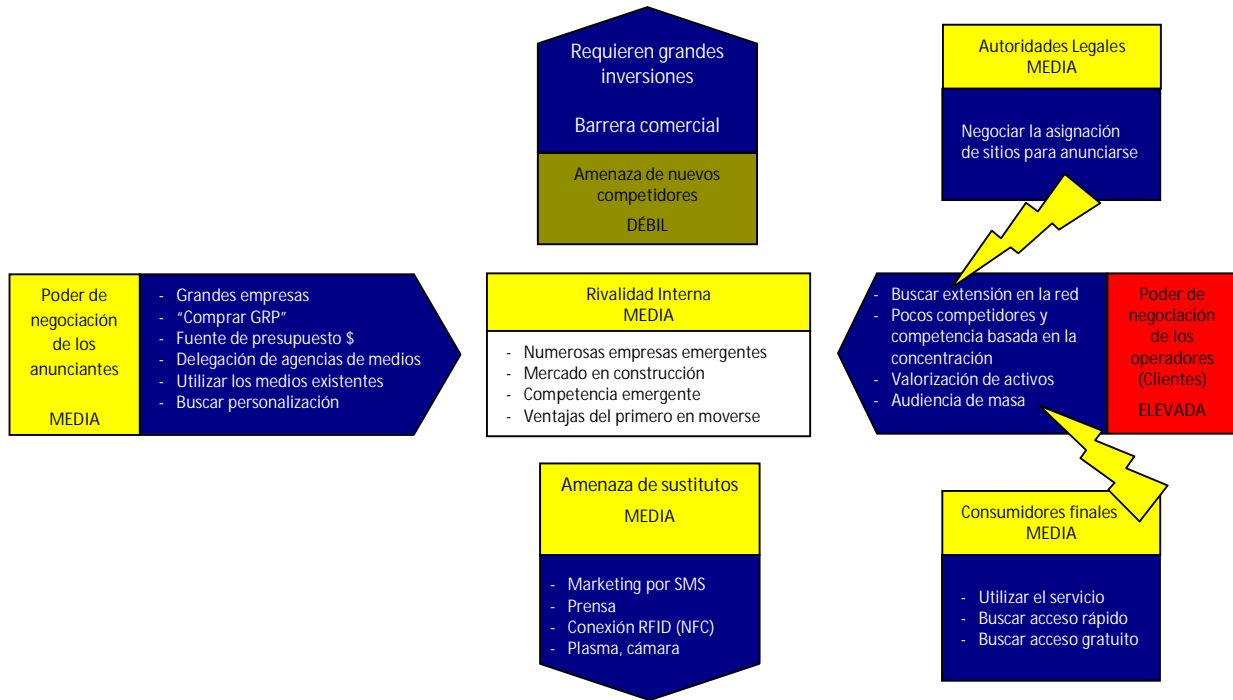 Requieren grandes
inversiones
Barrera comercial
Amenaza de nuevos
competidores
DÉBIL
Autoridades Legales
MEDIA
Negociar la asignación
de sitios para anunciarse
Poder de
negociación
de los
anunciantes
MEDIA
- Grandes empresas
- “Comprar GRP”
- Fuente de presupuesto $
- Delegación de agencias de medios
- Utilizar los medios existentes
- Buscar personalización
Rivalidad Interna
MEDIA
- Numerosas empresas emergentes
- Mercado en construcción
- Competencia emergente
- Ventajas del primero en moverse
- Buscar extensión en la red
- Pocos competidores y
competencia basada en la
concentración
- Valorización de activos
- Audiencia de masa
Poder de
negociación
de los
operadores
(Clientes)
ELEVADA
Amenaza de sustitutos
MEDIA
- Marketing por SMS
- Prensa
- Conexión RFID (NFC)
- Plasma, cámara
Consumidores finales
MEDIA
- Utilizar el servicio
- Buscar acceso rápido
- Buscar acceso gratuito